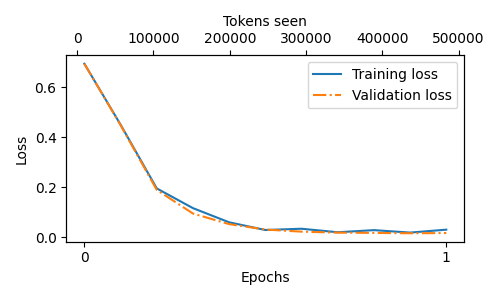 Tokens seen
0 100000 200000 300000 400000 500000
Training loss
Validation loss
0.6
0.4
0.2
0.0
Loss
0 1
Epochs